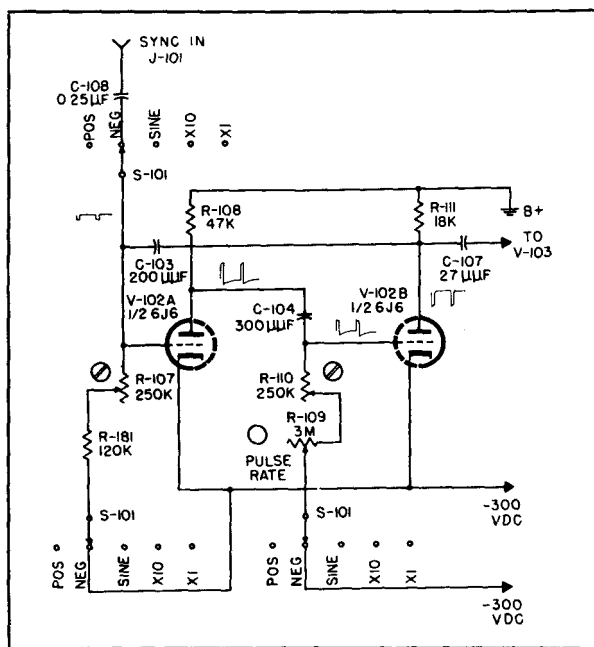 SYNC IN
J-101
C-108
0.25µµF
POS
NEG
SINE
X10
X1
S-101
R-108
47K
R-111
18K
B+
TO
V-103
C-103
200µµF
C-107
27µµF
V-102A
1/2 6J6
C-104
300µµF
V-102B
1/2 6J6
R-107
250K
R-110
250K
R-109
3M
PULSE
RATE
R-181
120K
S-101
S-101
-300
VDC
POS
NEG
SINE
X10
X1
POS
NEG
SINE
X10
X1
-300
VDC